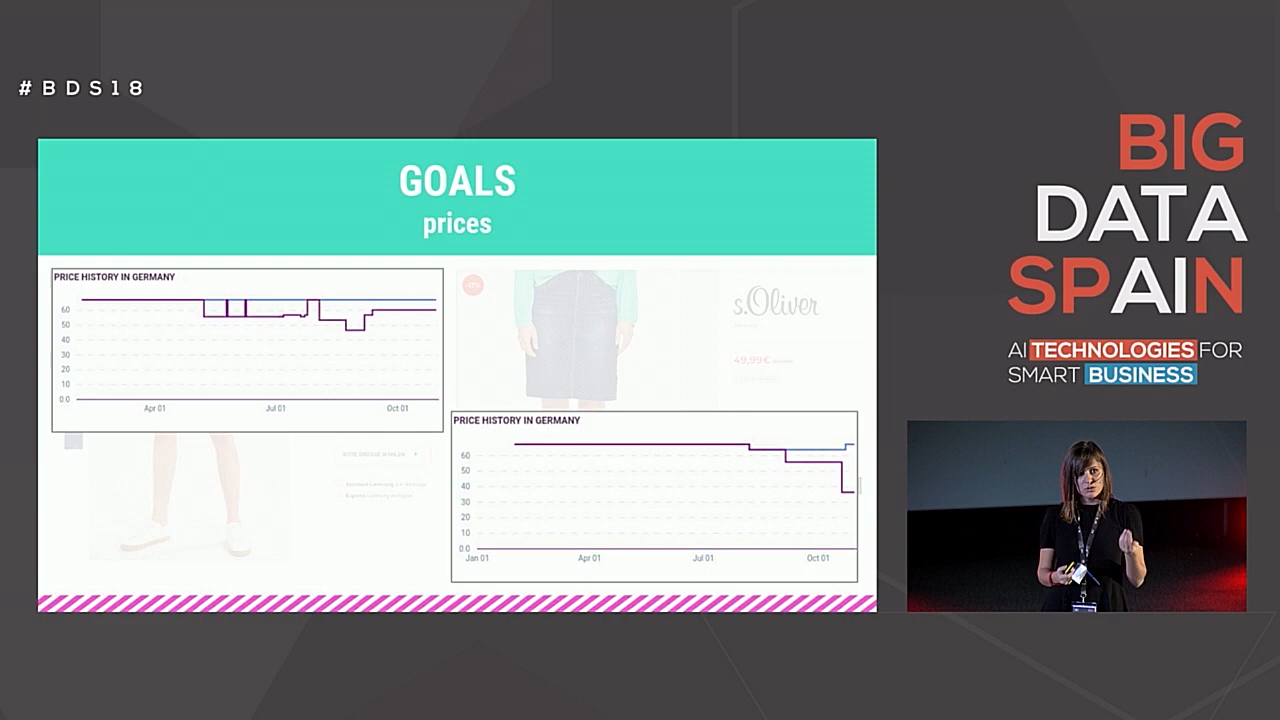 #BDS18
GOALS
prices
PRICE HISTORY IN GERMANY
60
50
40
30
20
10
0.0
Apr 01
Jul 01
Oct 01
s.Oliver
49,99 €
PRICE HISTORY IN GERMANY
60
50
40
30
20
10
0.0
Jan 01
Apr 01
Jul 01
Oct 01
BIG
DATA
SPAIN
AI TECHNOLOGIES FOR
SMART BUSINESS